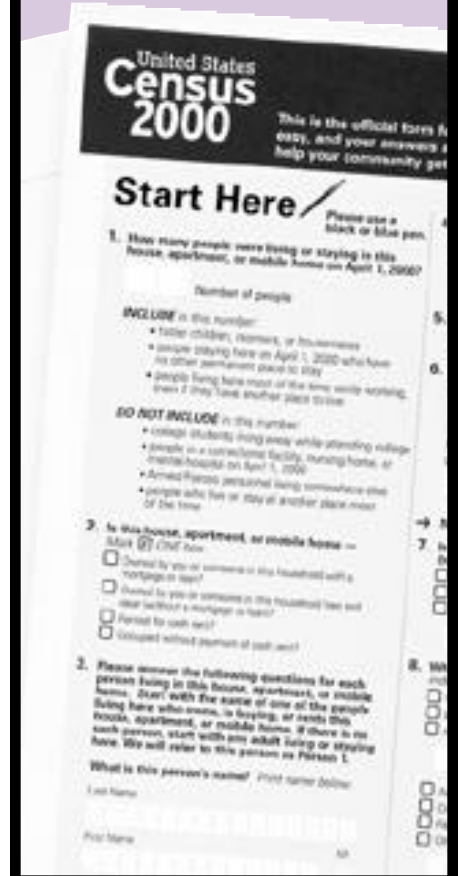 United States
Census
2000
This is the official form f
easy, and your answers a
help your community get
Start Here
Please use a
black or blue pen.
1. How many people were living or staying in this
house, apartment, or mobile home on April 1, 2000?
Number of people
INCLUDE in this number:
• foster children, roomers, or housemates
• people staying here on April 1, 2000 who have
no other permanent place to stay
• people living here most of the time while working,
even if they have another place to live
DO NOT INCLUDE in this number:
• college students living away while attending college
• people in a correctional facility, nursing home, or
mental hospital on April 1, 2000
• Armed Forces personnel living somewhere else
• people who live or stay at another place most
of the time
2. Is this house, apartment, or mobile home —
Mark ONE box.
Owned by you or someone in this household with a
mortgage or loan?
Owned by you or someone in this household free and
clear (without a mortgage or loan)?
Rented for cash rent?
Occupied without payment of cash rent?
3. Please answer the following questions for each
person living in this house, apartment, or mobile
home. Start with the name of one of the people
living here who owns, is buying, or rents this
house, apartment, or mobile home. If there is no
such person, start with any adult living or staying
here. We will refer to this person as Person 1.
What is this person's name? Print name below.
Last Name
First Name
MI
5.
6.
→
7.
8. Wh